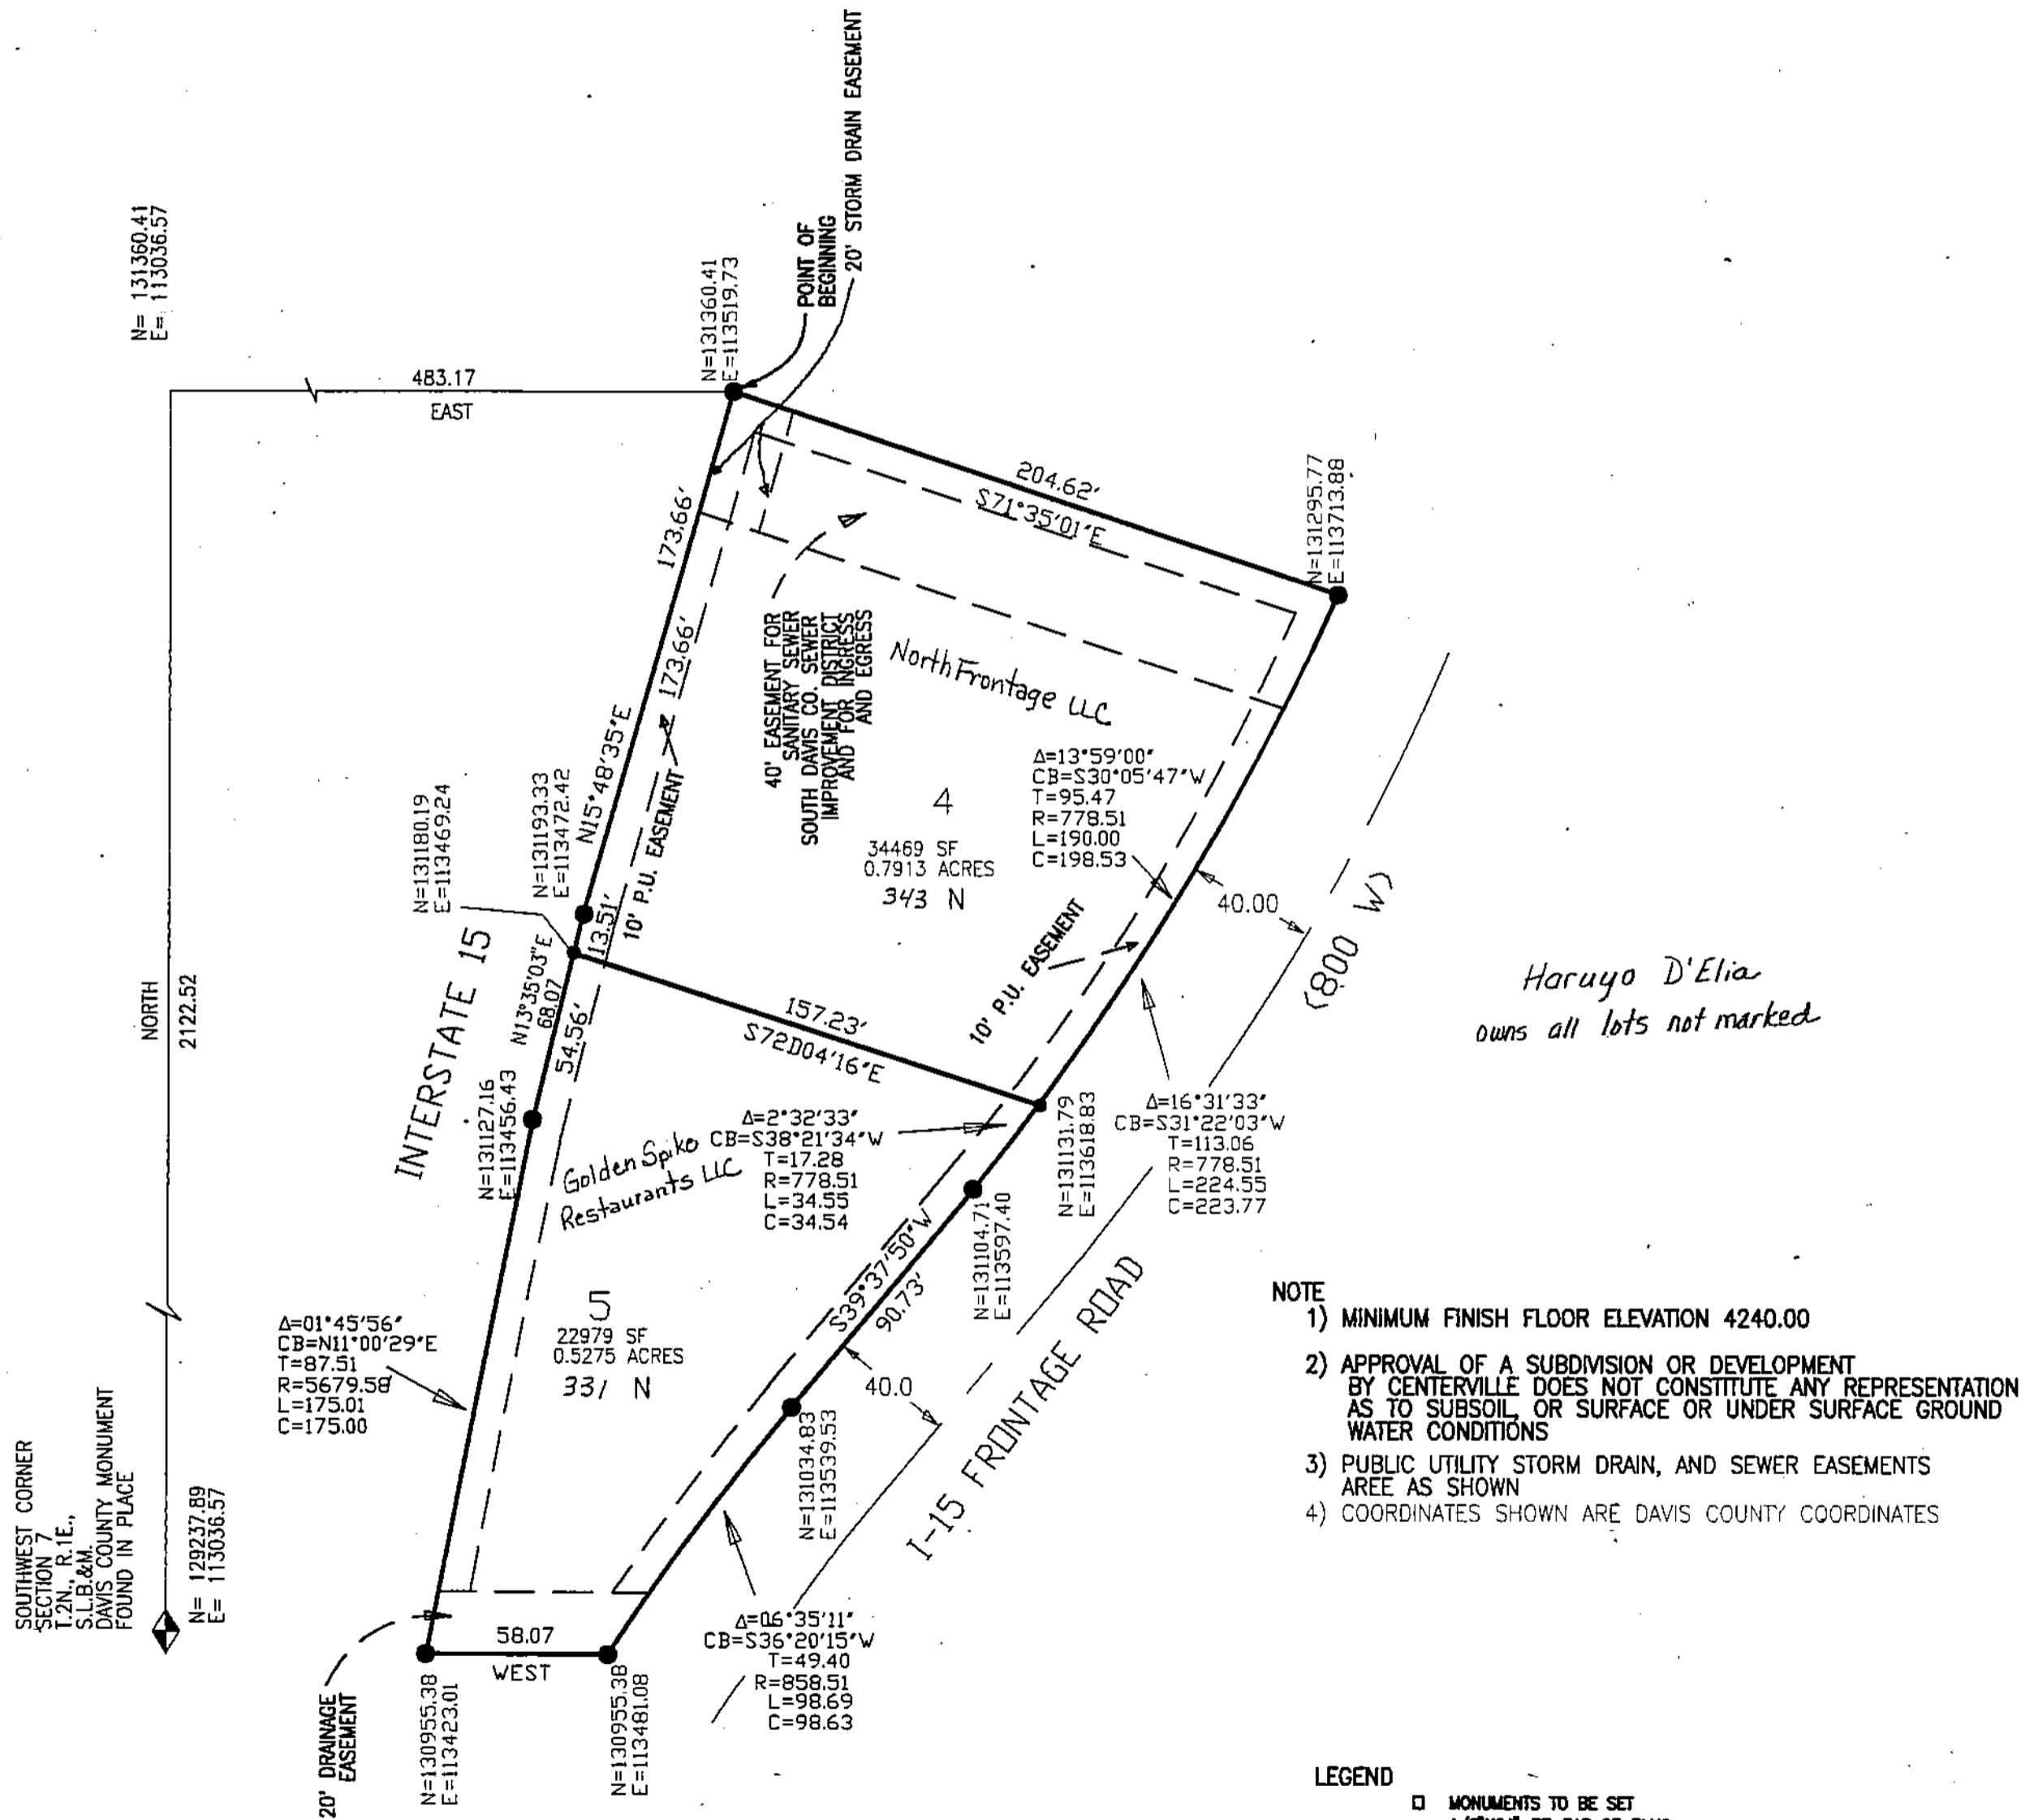 20' STORM DRAIN EASEMENT
N= 131360.41
E= 113036.57
POINT OF
BEGINNING
N=131360.41
E=113519.73
483.17
EAST
204.62'
S71°35'01"E
N=131295.77
E=113713.88
173.66'
173.66'
N15°48'35"E
40' EASEMENT FOR
SANITARY SEWER
SOUTH DAVIS CO. SEWER
IMPROVEMENT DISTRICT
AND FOR INGRESS
AND EGRESS
North Frontage LLC
Δ=13°59'00"
CB=S30°05'47"W
T=95.47
R=778.51
L=190.00
C=198.53
4
34469 SF
0.7913 ACRES
343 N
N=131180.19
E=113469.24
N=131193.33
E=113472.42
10' P.U. EASEMENT
13.51'
40.00
(800 W)
INTERSTATE 15
N13°35'03"E
68.07
54.56'
10' P.U. EASEMENT
Haruyo D'Elia
owns all lots not marked
NORTH
2122.52
157.23'
S72D04'16"E
N=131127.16
E=113456.43
Golden Spike
Restaurants LLC
Δ=2°32'33"
CB=S38°21'34"W
T=17.28
R=778.51
L=34.55
C=34.54
N=131131.79
E=113618.83
Δ=16°31'33"
CB=S31°22'03"W
T=113.06
R=778.51
L=224.55
C=223.77
N=131104.71
E=113597.40
S39°37'50"W
90.73'
I-15 FRONTAGE ROAD
5
22979 SF
0.5275 ACRES
331 N
Δ=01°45'56"
CB=N11°00'29"E
T=87.51
R=5679.58
L=175.01
C=175.00
40.0
N=131034.83
E=113539.53
NOTE
1) MINIMUM FINISH FLOOR ELEVATION 4240.00
2) APPROVAL OF A SUBDIVISION OR DEVELOPMENT
BY CENTERVILLE DOES NOT CONSTITUTE ANY REPRESENTATION
AS TO SUBSOIL, OR SURFACE OR UNDER SURFACE GROUND
WATER CONDITIONS
3) PUBLIC UTILITY STORM DRAIN, AND SEWER EASEMENTS
AREE AS SHOWN
4) COORDINATES SHOWN ARE DAVIS COUNTY COORDINATES
SOUTHWEST CORNER
SECTION 7
T.2N., R.1E.,
S.L.B.&M.
DAVIS COUNTY MONUMENT
FOUND IN PLACE
N= 129237.89
E= 113036.57
58.07
WEST
Δ=06°35'11"
CB=S36°20'15"W
T=49.40
R=858.51
L=98.69
C=98.63
20' DRAINAGE
EASEMENT
N=130955.38
E=113423.01
N=130955.38
E=113481.08
LEGEND
MONUMENTS TO BE SET